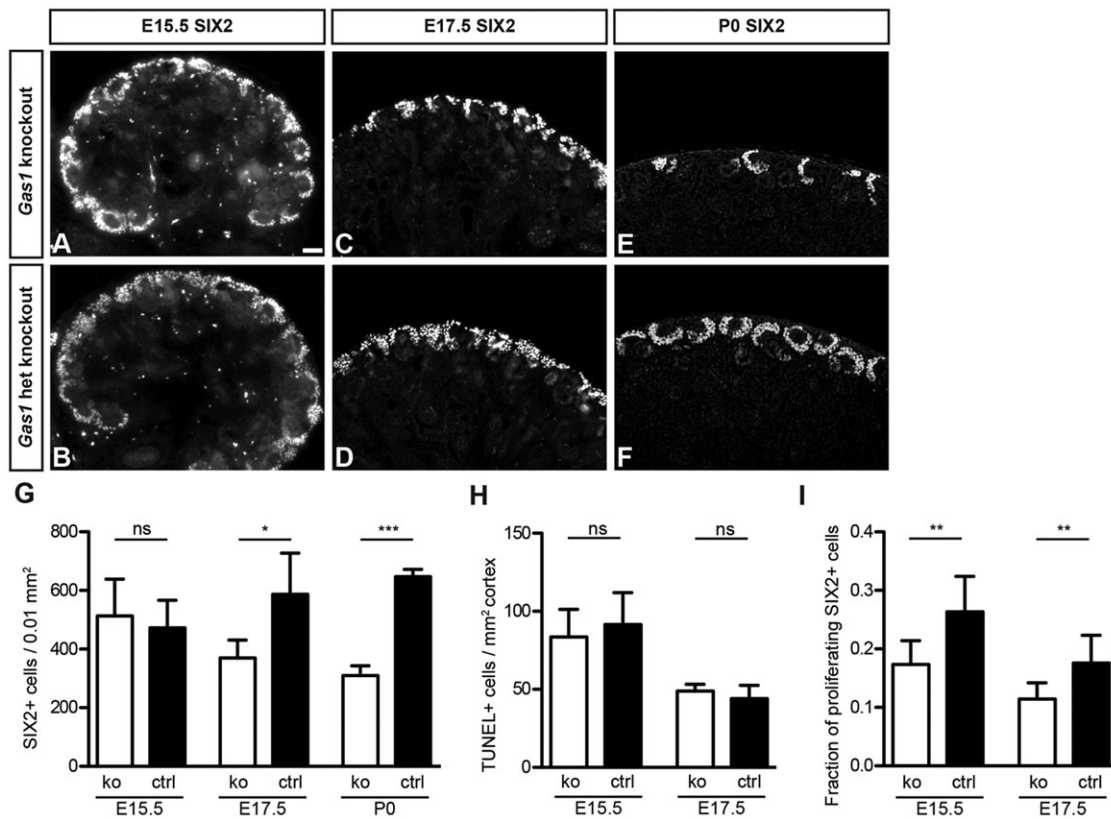 E15.5 SIX2
E17.5 SIX2
P0 SIX2
Gas1 knockout
A
C
E
Gas1 het knockout
B
D
F
G
SIX2+ cells / 0.01 mm²
800
600
400
200
0
ns
*
***
ko ctrl ko ctrl ko ctrl
E15.5 E17.5 P0
H
TUNEL+ cells / mm² cortex
150
100
50
0
ns
ns
ko ctrl ko ctrl
E15.5 E17.5
I
Fraction of proliferating SIX2+ cells
0.4
0.3
0.2
0.1
0.0
**
**
ko ctrl ko ctrl
E15.5 E17.5